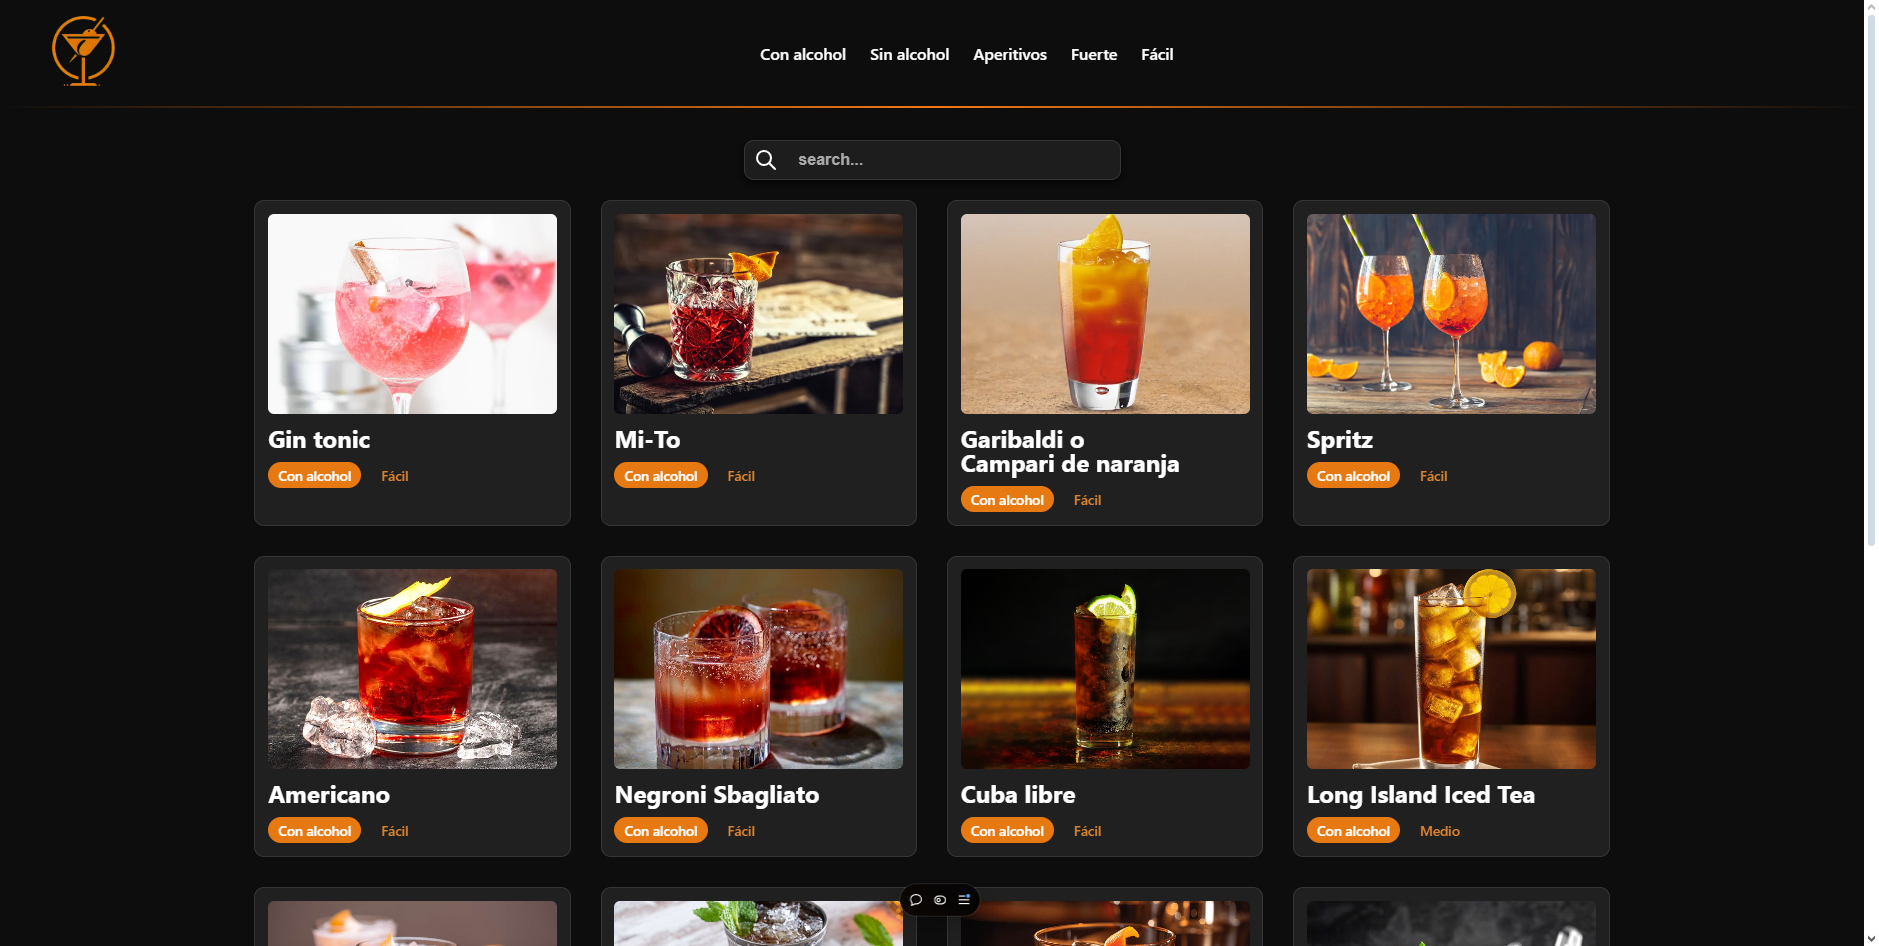 Con alcohol Sin alcohol Aperitivos Fuerte Fácil
search...
Gin tonic
Con alcohol Fácil
Mi-To
Con alcohol Fácil
Garibaldi o
Campari de naranja
Con alcohol Fácil
Spritz
Con alcohol Fácil
Americano
Con alcohol Fácil
Negroni Sbagliato
Con alcohol Fácil
Cuba libre
Con alcohol Fácil
Long Island Iced Tea
Con alcohol Medio